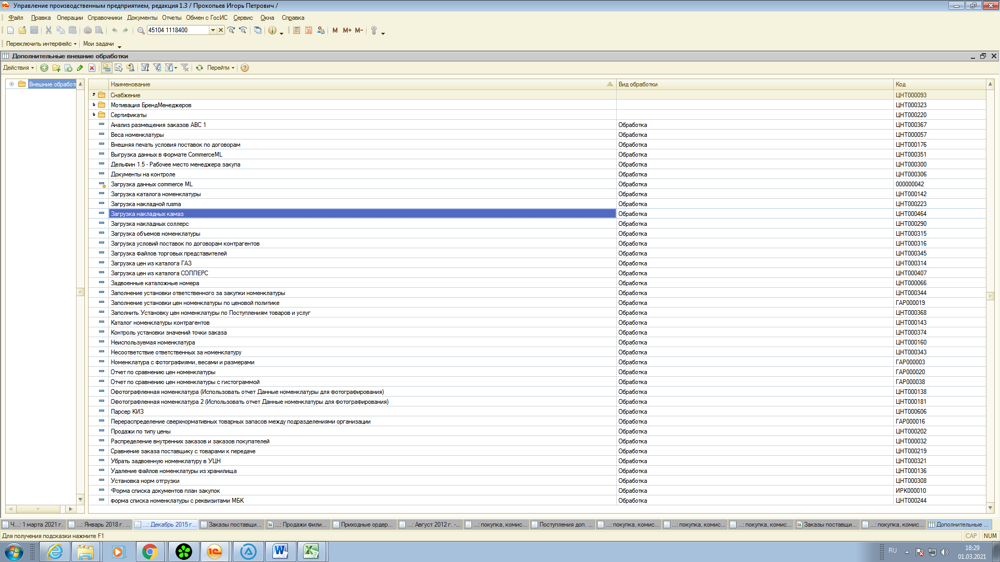 Управление производственным предприятием, редакция 1.3 / Прокопьев Игорь Петрович /
Файл Правка Операции Справочники Документы Отчеты Обмен с ГосИС Сервис Окна Справка
45104 1118400 M M+ M-
Переключить интерфейс Мои задачи
Дополнительные внешние обработки
Действия Перейти
Внешние обработ
Наименование Вид обработки Код
Снабжение ЦНТ000093
Мотивация БрендМенеджеров ЦНТ000323
Сертификаты ЦНТ000220
Анализ размещения заказов ABC 1 Обработка ЦНТ000367
Веса номенклатуры Обработка ЦНТ000057
Внешняя печать условия поставок по договорам Обработка ЦНТ000176
Выгрузка данных в формате CommerceML Обработка ЦНТ000351
Дельфин 1.5 - Рабочее место менеджера закупа Обработка ЦНТ000300
Документы на контроле Обработка ЦНТ000306
Загрузка данных commerce ML Обработка 000000042
Загрузка каталога номенклатуры Обработка ЦНТ000142
Загрузка накладной rusma Обработка ЦНТ000223
Загрузка накладных камаз Обработка ЦНТ000464
Загрузка накладных соллерс Обработка ЦНТ000290
Загрузка объемов номенклатуры Обработка ЦНТ000315
Загрузка условий поставок по договорам контрагентов Обработка ЦНТ000316
Загрузка файлов торговых представителей Обработка ЦНТ000345
Загрузка цен из каталога ГАЗ Обработка ЦНТ000314
Загрузка цен из каталога СОЛЛЕРС Обработка ЦНТ000407
Задвоенные каталожные номера Обработка ЦНТ000066
Заполнение установки ответственного за закупки номенклатуры Обработка ЦНТ000344
Заполнение установки цен номенклатуры по ценовой политике Обработка ГАР000019
Заполнить Установку цен номенклатуры по Поступлениям товаров и услуг Обработка ЦНТ000368
Каталог номенклатуры контрагентов Обработка ЦНТ000143
Контроль установки значений точки заказа Обработка ЦНТ000374
Неиспользуемая номенклатура Обработка ЦНТ000160
Несоответствие ответственных за номенклатуру Обработка ЦНТ000343
Номенклатура с фотографиями, весами и размерами Обработка ГАР000003
Отчет по сравнению цен номенклатуры Обработка ГАР000020
Отчет по сравнению цен номенклатуры с гистограммой Обработка ГАР000038
Офотографленная номенклатура (Использовать отчет Данные номенклатуры для фотографирования) Обработка ЦНТ000138
Офотографленная номенклатура 2 (Использовать отчет Данные номенклатуры для фотографирования) Обработка ЦНТ000181
Парсер КИЗ Обработка ЦНТ000606
Перераспределение сверхнормативных товарных запасов между подразделениями организации Обработка ГАР000016
Продажи по типу цены Обработка ЦНТ000202
Распределение внутренних заказов и заказов покупателей Обработка ЦНТ000032
Сравнение заказа поставщику с товарами к передаче Обработка ЦНТ000219
Убрать задвоенную номенклатуру в УЦН Обработка ЦНТ000321
Удаление файлов номенклатуры из хранилища Обработка ЦНТ000136
Установка норм отгрузки Обработка ЦНТ000308
Форма списка документов план закупок Обработка ИРК000010
форма списка номенклатуры с реквизитами МБК Обработка ЦНТ000244
Ч...: 1 марта 2021 г. ...: Январь 2018 г. ... ...: Декабрь 2015 г... Заказы поставщи... ...: Продажи фили... Приходные ордер... ...: Август 2012 г. -... ...: покупка, комис... Поступления доп. ... ...: покупка, комис... ...: покупка, комис... ...: покупка, комис... Заказы поставщи... ...: покупка, комис... Дополнительные ...
Для получения подсказки нажмите F1 CAP NUM
RU 18:29
01.03.2021